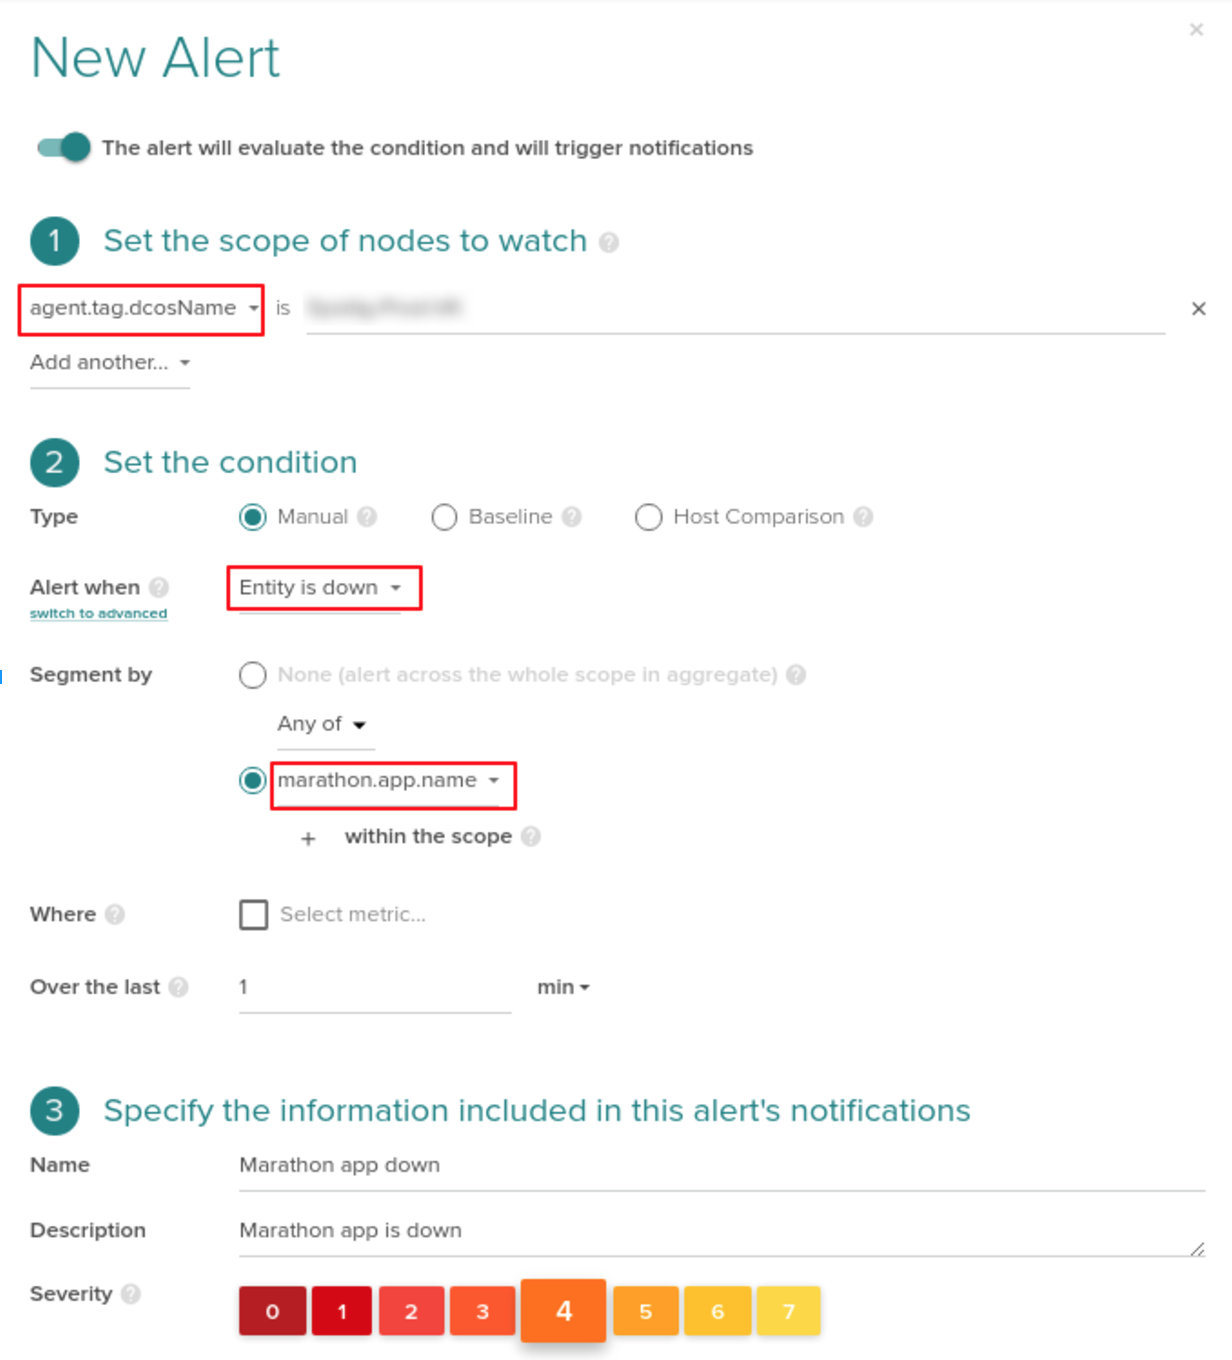 New Alert
The alert will evaluate the condition and will trigger notifications
1 Set the scope of nodes to watch ?
agent.tag.dcosName is
Add another...
2 Set the condition
Type Manual ? Baseline ? Host Comparison ?
Alert when ? Entity is down
switch to advanced
Segment by None (alert across the whole scope in aggregate) ?
Any of
marathon.app.name
+ within the scope ?
Where ? Select metric...
Over the last ? 1 min
3 Specify the information included in this alert's notifications
Name Marathon app down
Description Marathon app is down
Severity ? 0 1 2 3 4 5 6 7